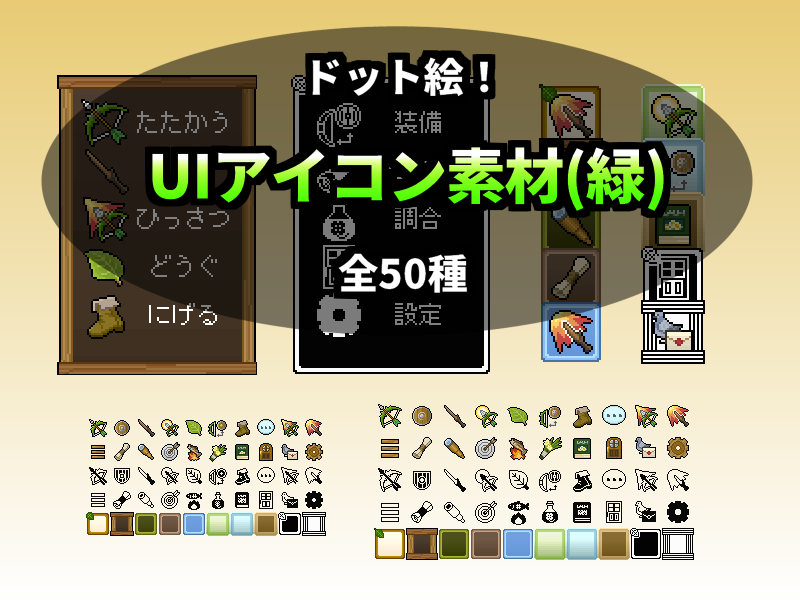 ドット絵！
UIアイコン素材(緑)
全50種
たたかう
ひっさつ
どうぐ
にげる
装備
調合
設定